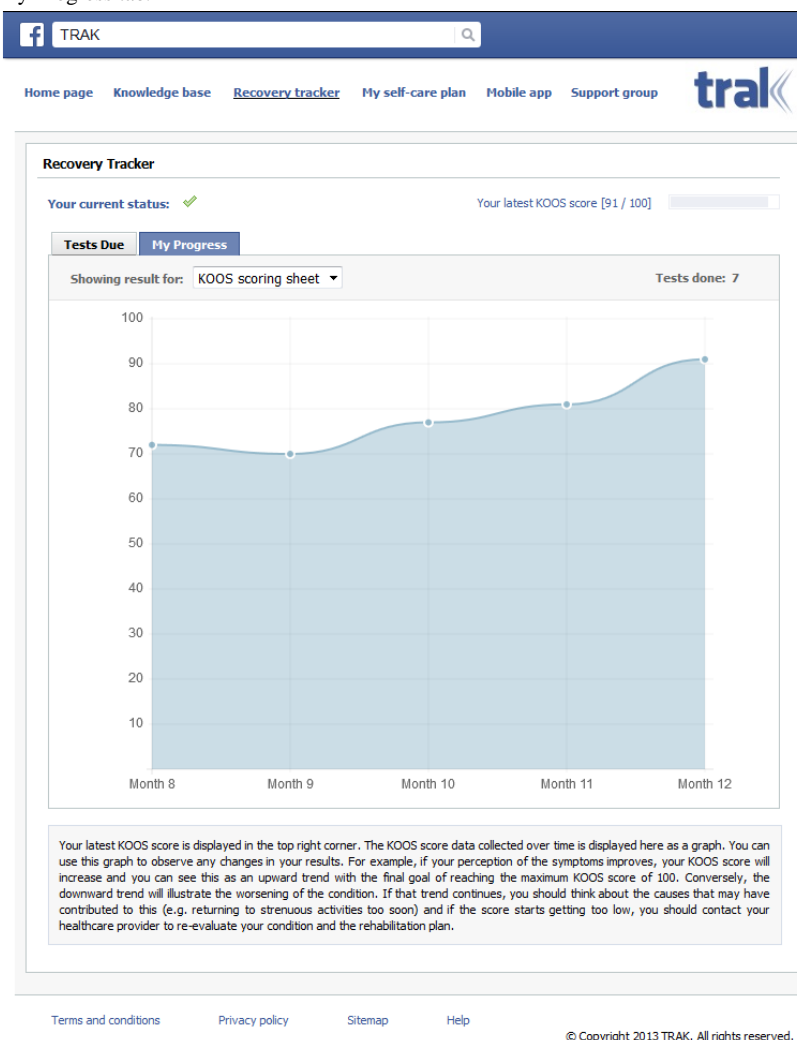 TRAK
Home page Knowledge base Recovery tracker My self-care plan Mobile app Support group
trak
Recovery Tracker
Your current status: Your latest KOOS score [91 / 100]
Tests Due My Progress
Showing result for: KOOS scoring sheet Tests done: 7
100
90
80
70
60
50
40
30
20
10
Month 8 Month 9 Month 10 Month 11 Month 12
Your latest KOOS score is displayed in the top right corner. The KOOS score data collected over time is displayed here as a graph. You can
use this graph to observe any changes in your results. For example, if your perception of the symptoms improves, your KOOS score will
increase and you can see this as an upward trend with the final goal of reaching the maximum KOOS score of 100. Conversely, the
downward trend will illustrate the worsening of the condition. If that trend continues, you should think about the causes that may have
contributed to this (e.g. returning to strenuous activities too soon) and if the score starts getting too low, you should contact your
healthcare provider to re-evaluate your condition and the rehabilitation plan.
Terms and conditions Privacy policy Sitemap Help
© Copyright 2013 TRAK. All rights reserved.